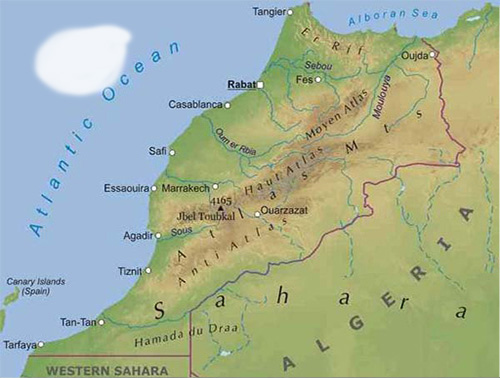 Tangier
Alboran Sea
Er Rif
Oujda
Sebou
Rabat
Fes
Moulouya
Casablanca
Moyen Atlas
Oum er Rbia
Atlantic Ocean
Safi
Haut Atlas
Atlas Mts
Essaouira
Marrakech
4165
Jbel Toubkal
Ouarzazat
Sous
Agadir
Anti Atlas
Tiznit
Canary Islands
(Spain)
Sahara
ALGERIA
Tan-Tan
Hamada du Draa
Tarfaya
WESTERN SAHARA